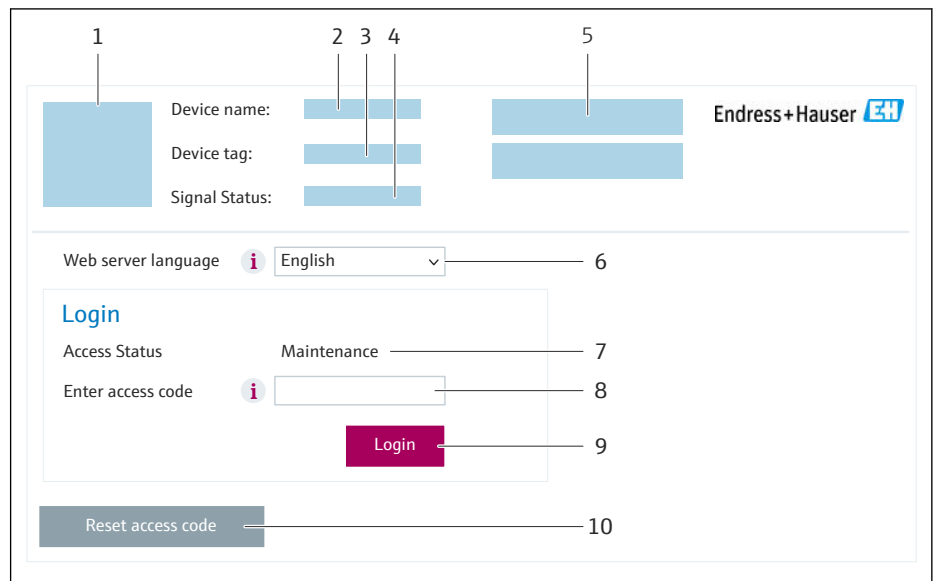 1 2 3 4 5
Device name:
Endress+Hauser EH
Device tag:
Signal Status:
Web server language i English 6
Login
Access Status Maintenance 7
Enter access code i 8
Login 9
Reset access code 10